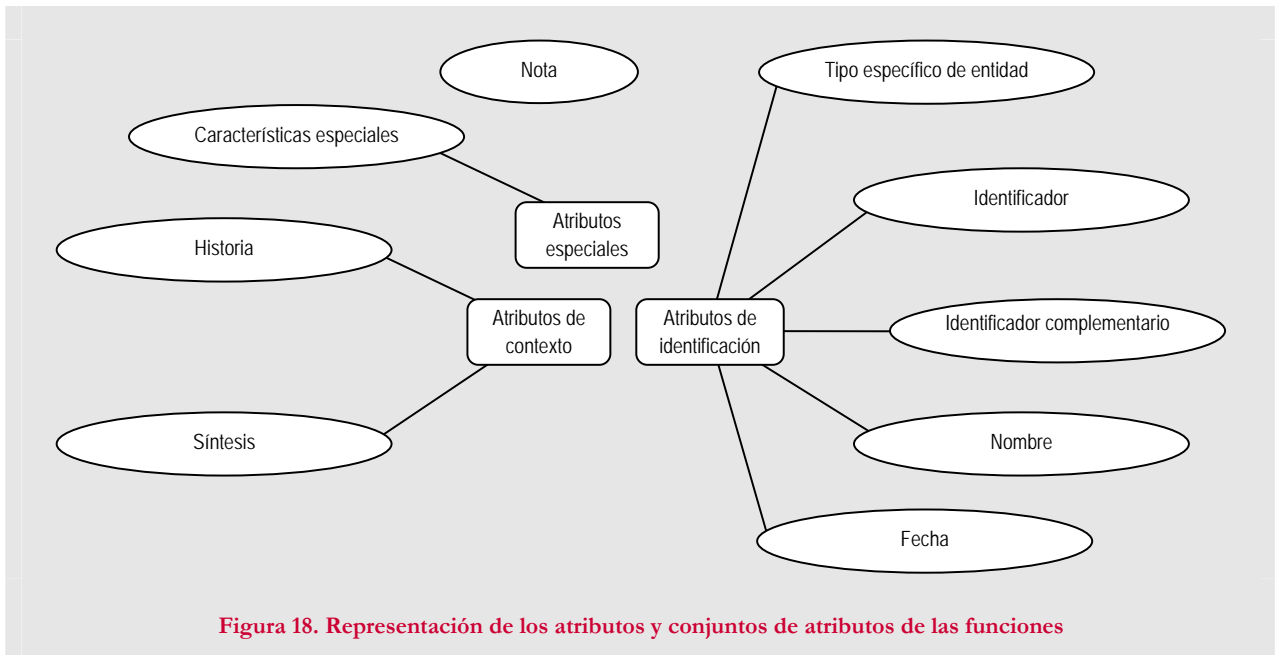 Nota
Tipo específico de entidad
Características especiales
Identificador
Atributos
especiales
Historia
Atributos de
contexto
Atributos de
identificación
Identificador complementario
Síntesis
Nombre
Fecha
Figura 18. Representación de los atributos y conjuntos de atributos de las funciones